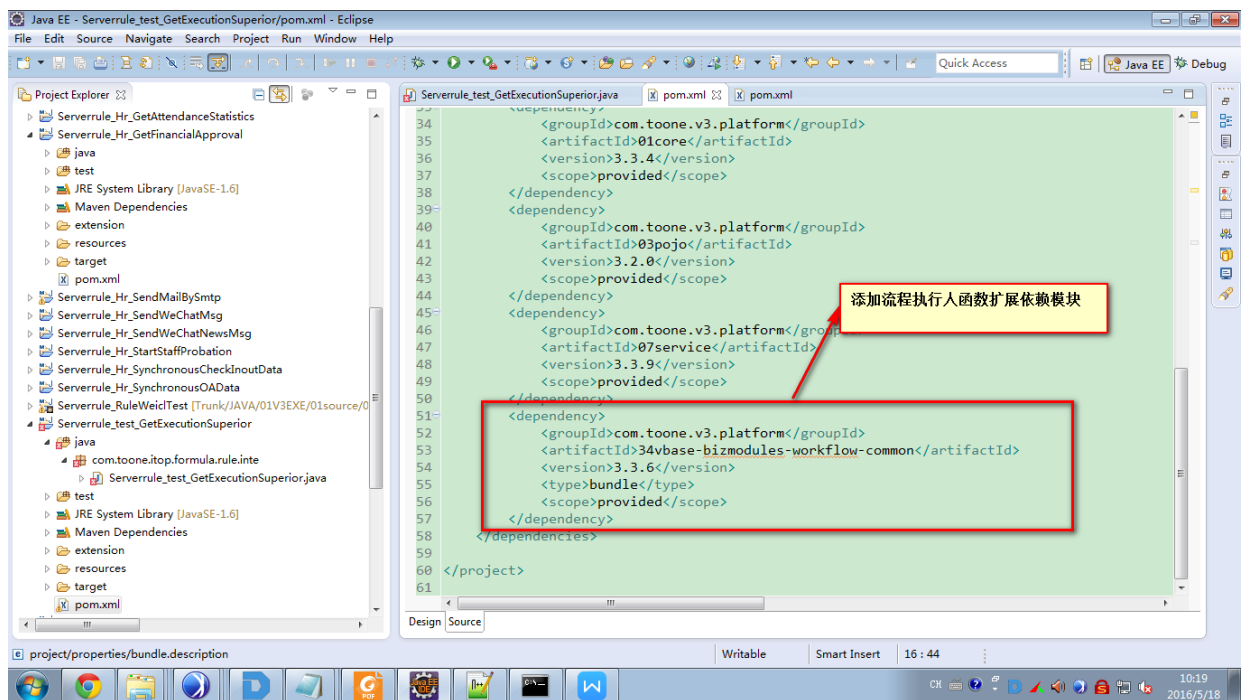 Java EE - Serverrule_test_GetExecutionSuperior/pom.xml - Eclipse
File Edit Source Navigate Search Project Run Window Help
Quick Access
Java EE
Debug
Project Explorer
Serverrule_Hr_GetAttendanceStatistics
Serverrule_Hr_GetFinancialApproval
java
test
JRE System Library [JavaSE-1.6]
Maven Dependencies
extension
resources
target
pom.xml
Serverrule_Hr_SendMailBySmtp
Serverrule_Hr_SendWeChatMsg
Serverrule_Hr_SendWeChatNewsMsg
Serverrule_Hr_StartStaffProbation
Serverrule_Hr_SynchronousCheckInoutData
Serverrule_Hr_SynchronousOAData
Serverrule_RuleWeiclTest [Trunk/JAVA/01V3EXE/01source/0
Serverrule_test_GetExecutionSuperior
java
com.toone.itop.formula.rule.inte
Serverrule_test_GetExecutionSuperior.java
test
JRE System Library [JavaSE-1.6]
Maven Dependencies
extension
resources
target
pom.xml
Serverrule_test_GetExecutionSuperior.java
pom.xml
pom.xml
33 <dependency>
34 <groupId>com.toone.v3.platform</groupId>
35 <artifactId>01core</artifactId>
36 <version>3.3.4</version>
37 <scope>provided</scope>
38 </dependency>
39 <dependency>
40 <groupId>com.toone.v3.platform</groupId>
41 <artifactId>03pojo</artifactId>
42 <version>3.2.0</version>
43 <scope>provided</scope>
44 </dependency>
45 <dependency>
46 <groupId>com.toone.v3.platform</groupId>
47 <artifactId>07service</artifactId>
48 <version>3.3.9</version>
49 <scope>provided</scope>
50 </dependency>
51 <dependency>
52 <groupId>com.toone.v3.platform</groupId>
53 <artifactId>34vbase-bizmodules-workflow-common</artifactId>
54 <version>3.3.6</version>
55 <type>bundle</type>
56 <scope>provided</scope>
57 </dependency>
58 </dependencies>
59
60 </project>
61
添加流程执行人函数扩展依赖模块
Design Source
project/properties/bundle.description
Writable
Smart Insert
16 : 44
CH
10:19
2016/5/18